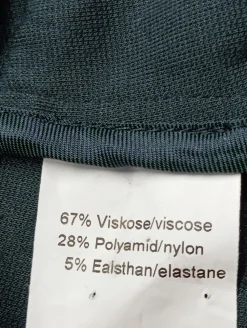 67% Viskose/viscose
28% Polyamid/nylon
5% Ealsthan/elastane